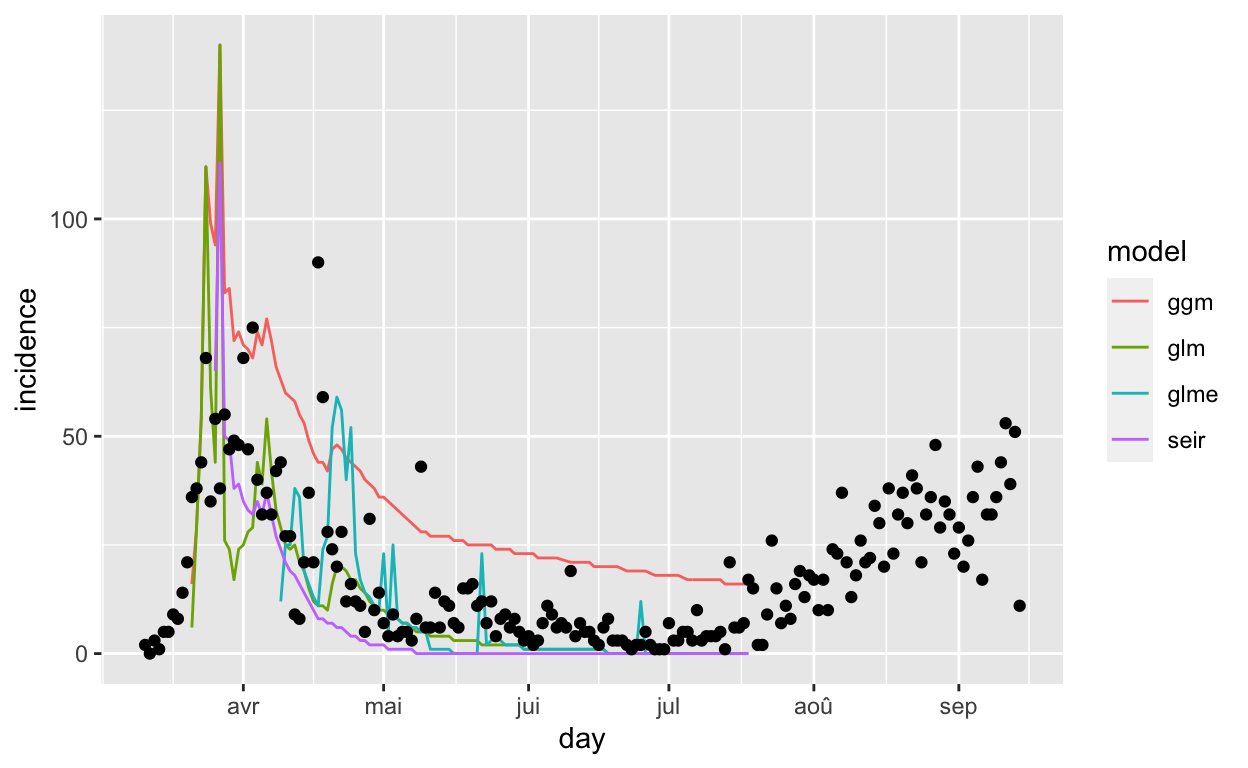 100
50
0
incidence
avr
mai
jui
jul
aoû
sep
day
model
ggm
glm
glme
seir